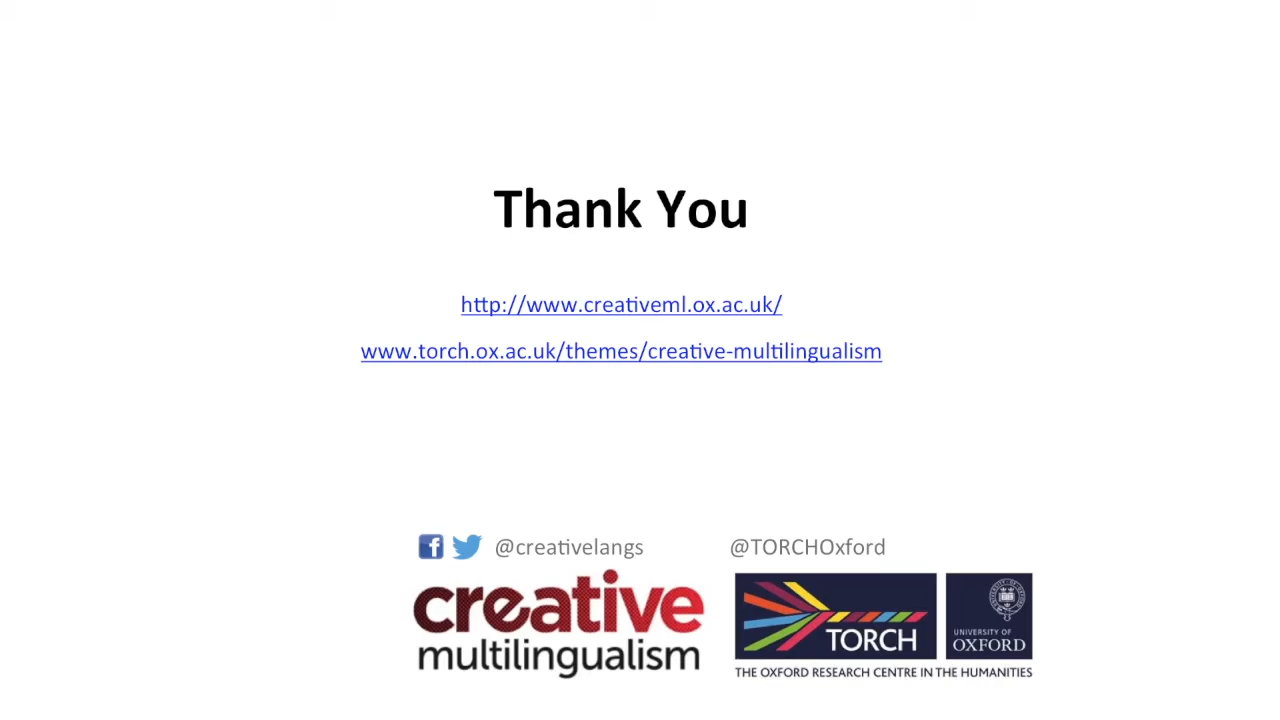 Thank You
http://www.creativeml.ox.ac.uk/
www.torch.ox.ac.uk/themes/creative-multilingualism
@creativelangs @TORCHOxford
creative
multilingualism
TORCH
UNIVERSITY OF
OXFORD
THE OXFORD RESEARCH CENTRE IN THE HUMANITIES